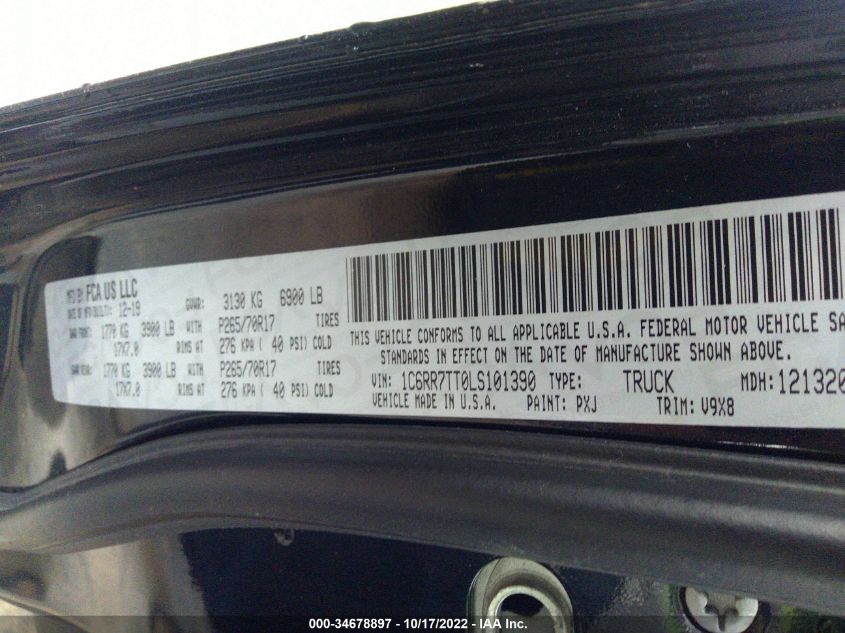 MFD BY FCA US LLC
DATE OF MFR 12-19 GVWR: 3130 KG 6900 LB
GAWR FRONT: 1770 KG 3900 LB WITH P265/70R17 TIRES
17X7.0 RIMS AT 276 KPA ( 40 PSI) COLD
GAWR REAR: 1770 KG 3900 LB WITH P265/70R17 TIRES
17X7.0 RIMS AT 276 KPA ( 40 PSI) COLD
THIS VEHICLE CONFORMS TO ALL APPLICABLE U.S.A. FEDERAL MOTOR VEHICLE SA
STANDARDS IN EFFECT ON THE DATE OF MANUFACTURE SHOWN ABOVE.
VIN: 1C6RR7TT0LS101390 TYPE: TRUCK MDH: 121320
VEHICLE MADE IN U.S.A. PAINT: PXJ TRIM: V9X8
000-34678897 - 10/17/2022 - IAA Inc.